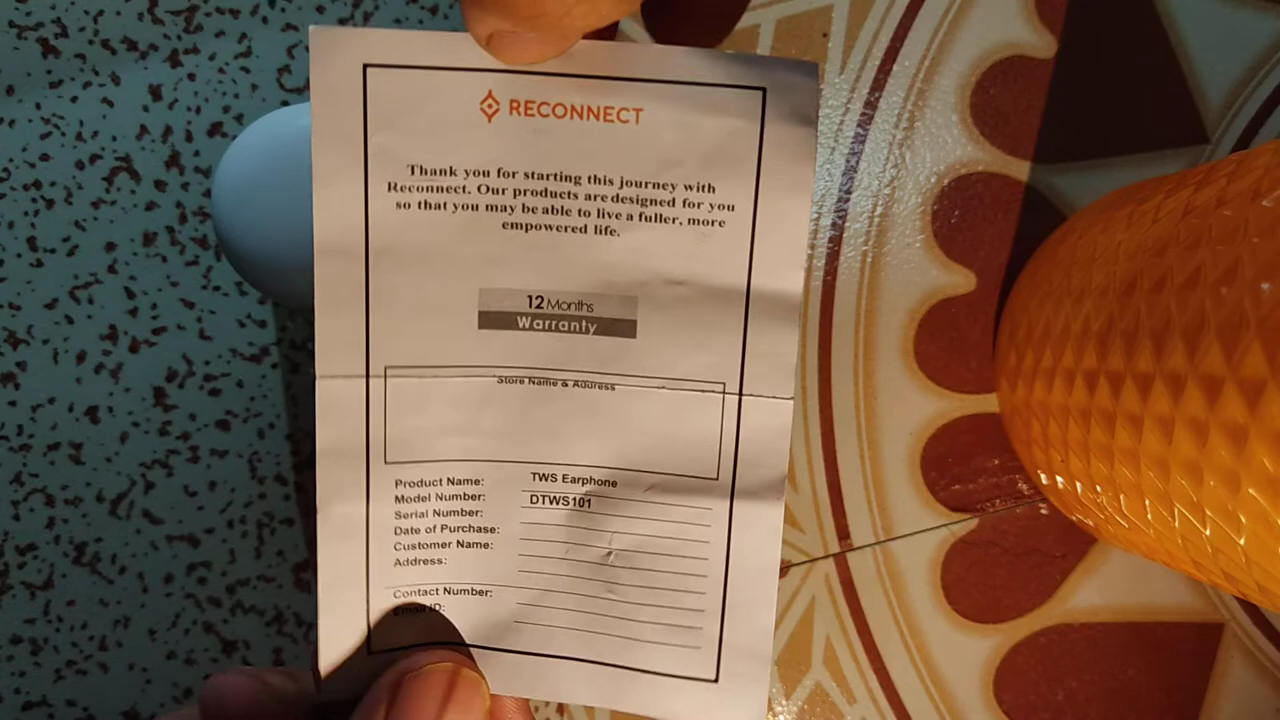 RECONNECT
Thank you for starting this journey with
Reconnect. Our products are designed for you
so that you may be able to live a fuller, more
empowered life.
12 Months
Warranty
Store Name & Address
Product Name: TWS Earphone
Model Number: DTWS101
Serial Number:
Date of Purchase:
Customer Name:
Address:
Contact Number:
Email ID: